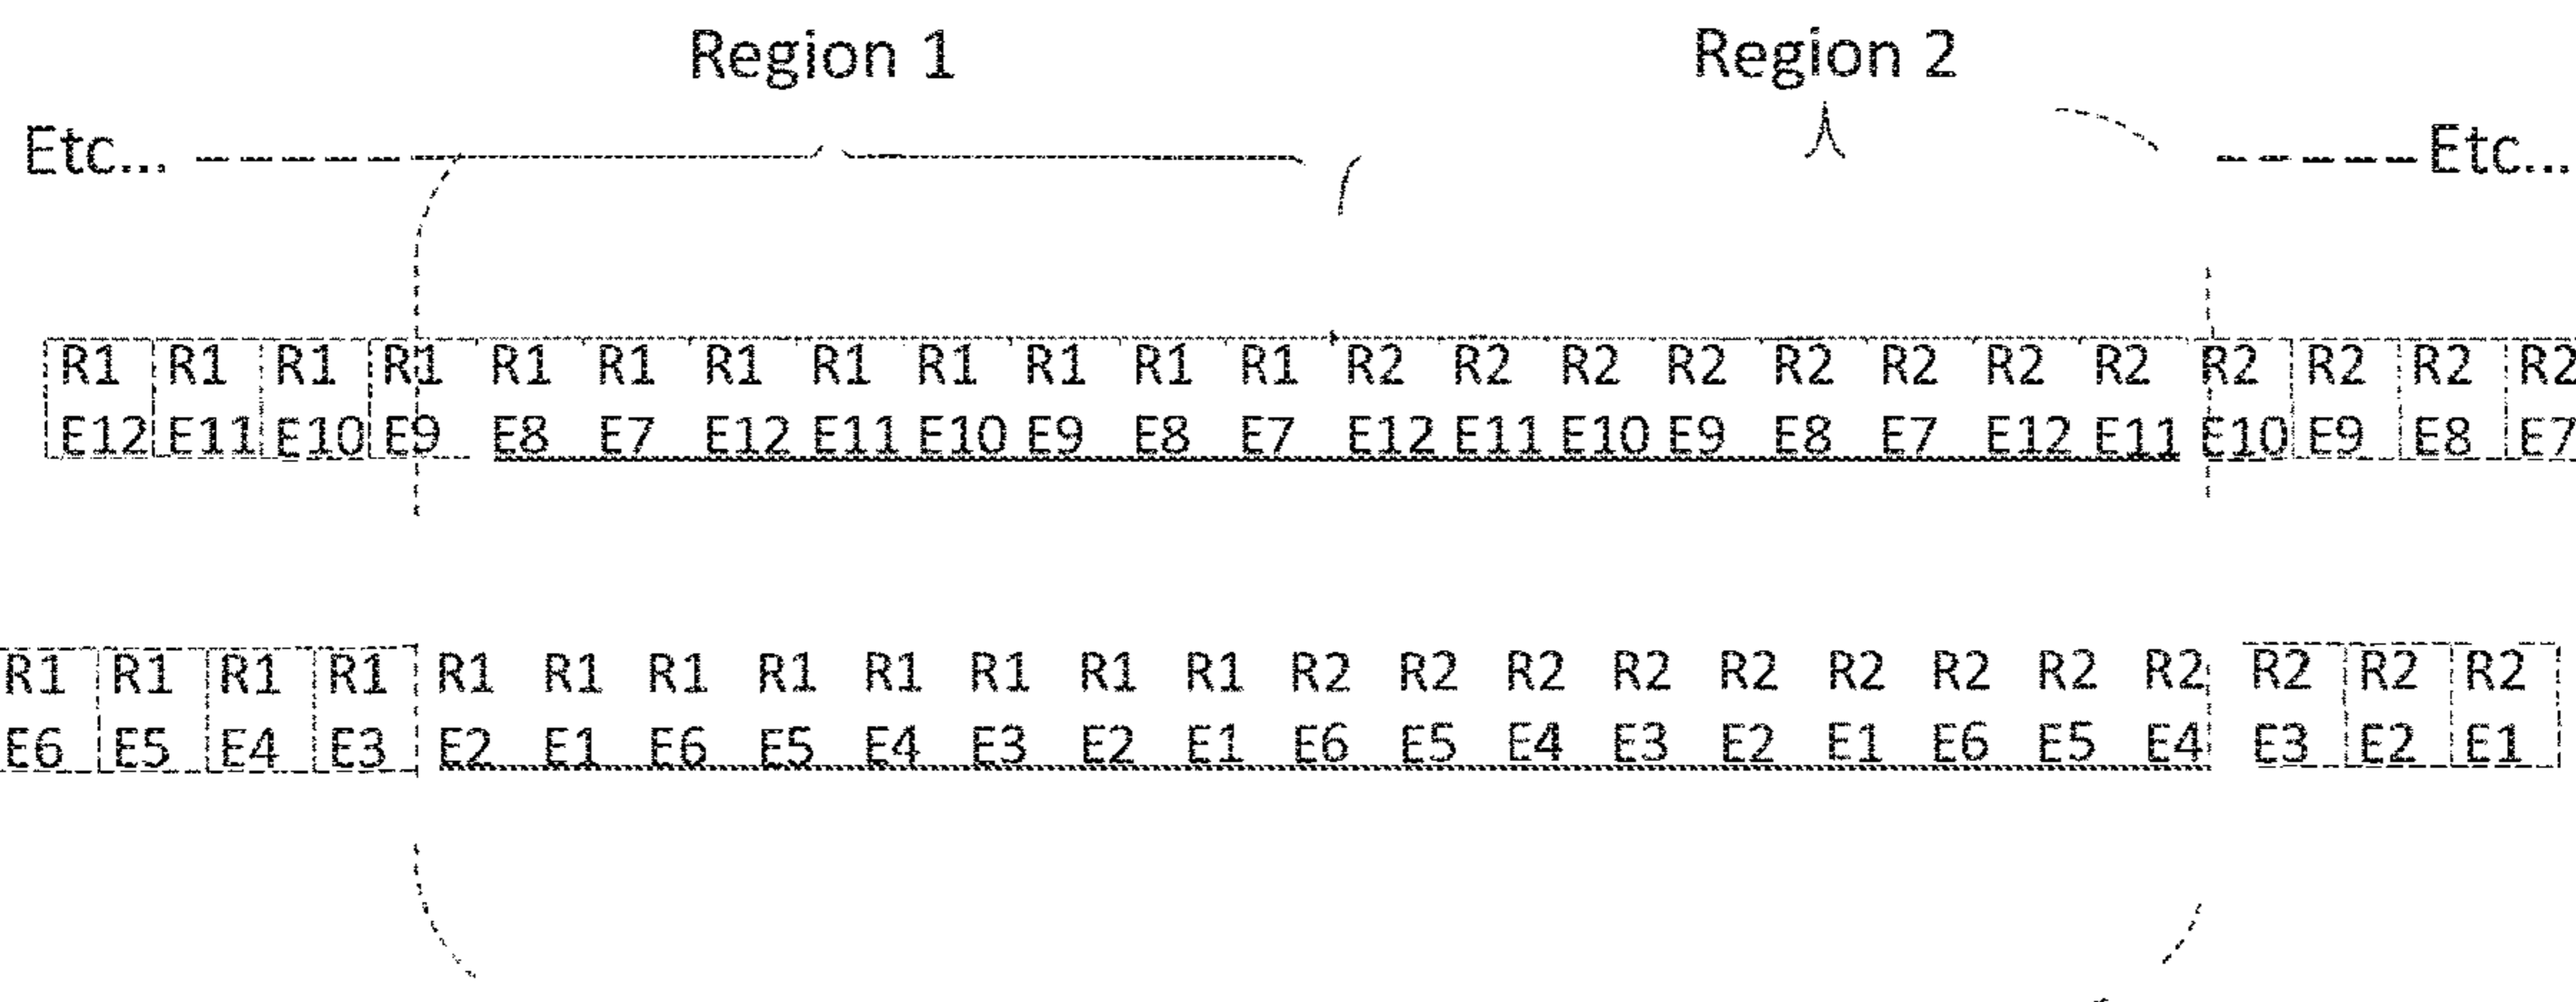 Region 1 Region 2
Etc... Etc...
R1 R1 R1 R1 R1 R1 R1 R1 R1 R1 R1 R1 R2 R2 R2 R2 R2 R2 R2 R2 R2 R2 R2 R2
E12 E11 E10 E9 E8 E7 E12 E11 E10 E9 E8 E7 E12 E11 E10 E9 E8 E7 E12 E11 E10 E9 E8 E7
R1 R1 R1 R1 R1 R1 R1 R1 R1 R1 R1 R1 R2 R2 R2 R2 R2 R2 R2 R2 R2 R2 R2 R2
E6 E5 E4 E3 E2 E1 E6 E5 E4 E3 E2 E1 E6 E5 E4 E3 E2 E1 E6 E5 E4 E3 E2 E1